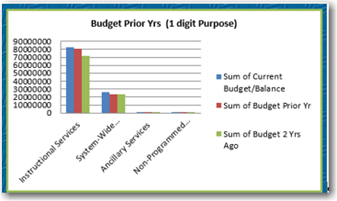 Budget Prior Yrs (1 digit Purpose)
90000000
80000000
70000000
60000000
50000000
40000000
30000000
20000000
10000000
0
Instructional Services
System-Wide...
Ancillary Services
Non-Programmed...
Sum of Current
Budget/Balance
Sum of Budget Prior Yr
Sum of Budget 2 Yrs
Ago